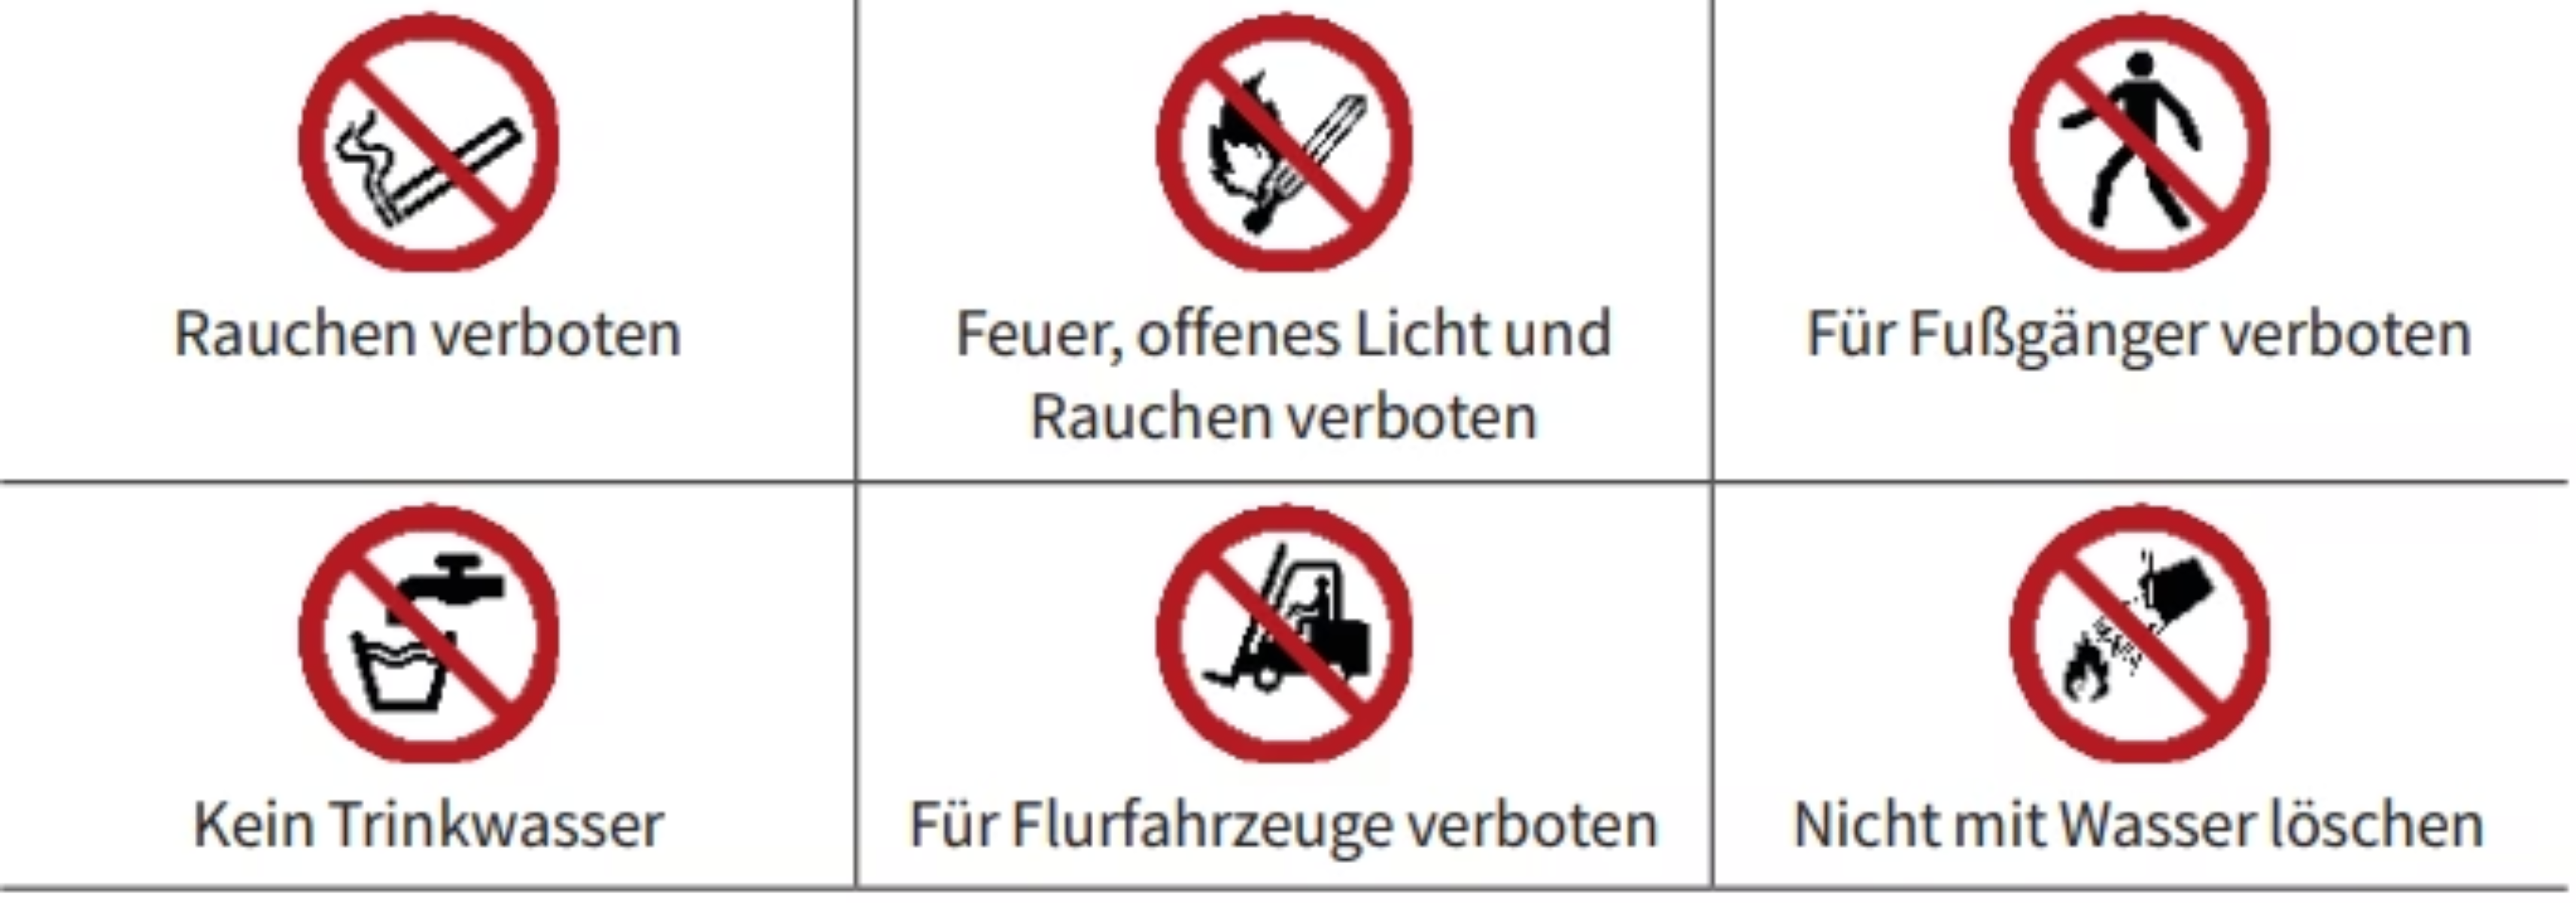 Rauchen verboten
Feuer, offenes Licht und
Rauchen verboten
Für Fußgänger verboten
Kein Trinkwasser
Für Flurfahrzeuge verboten
Nicht mit Wasser löschen